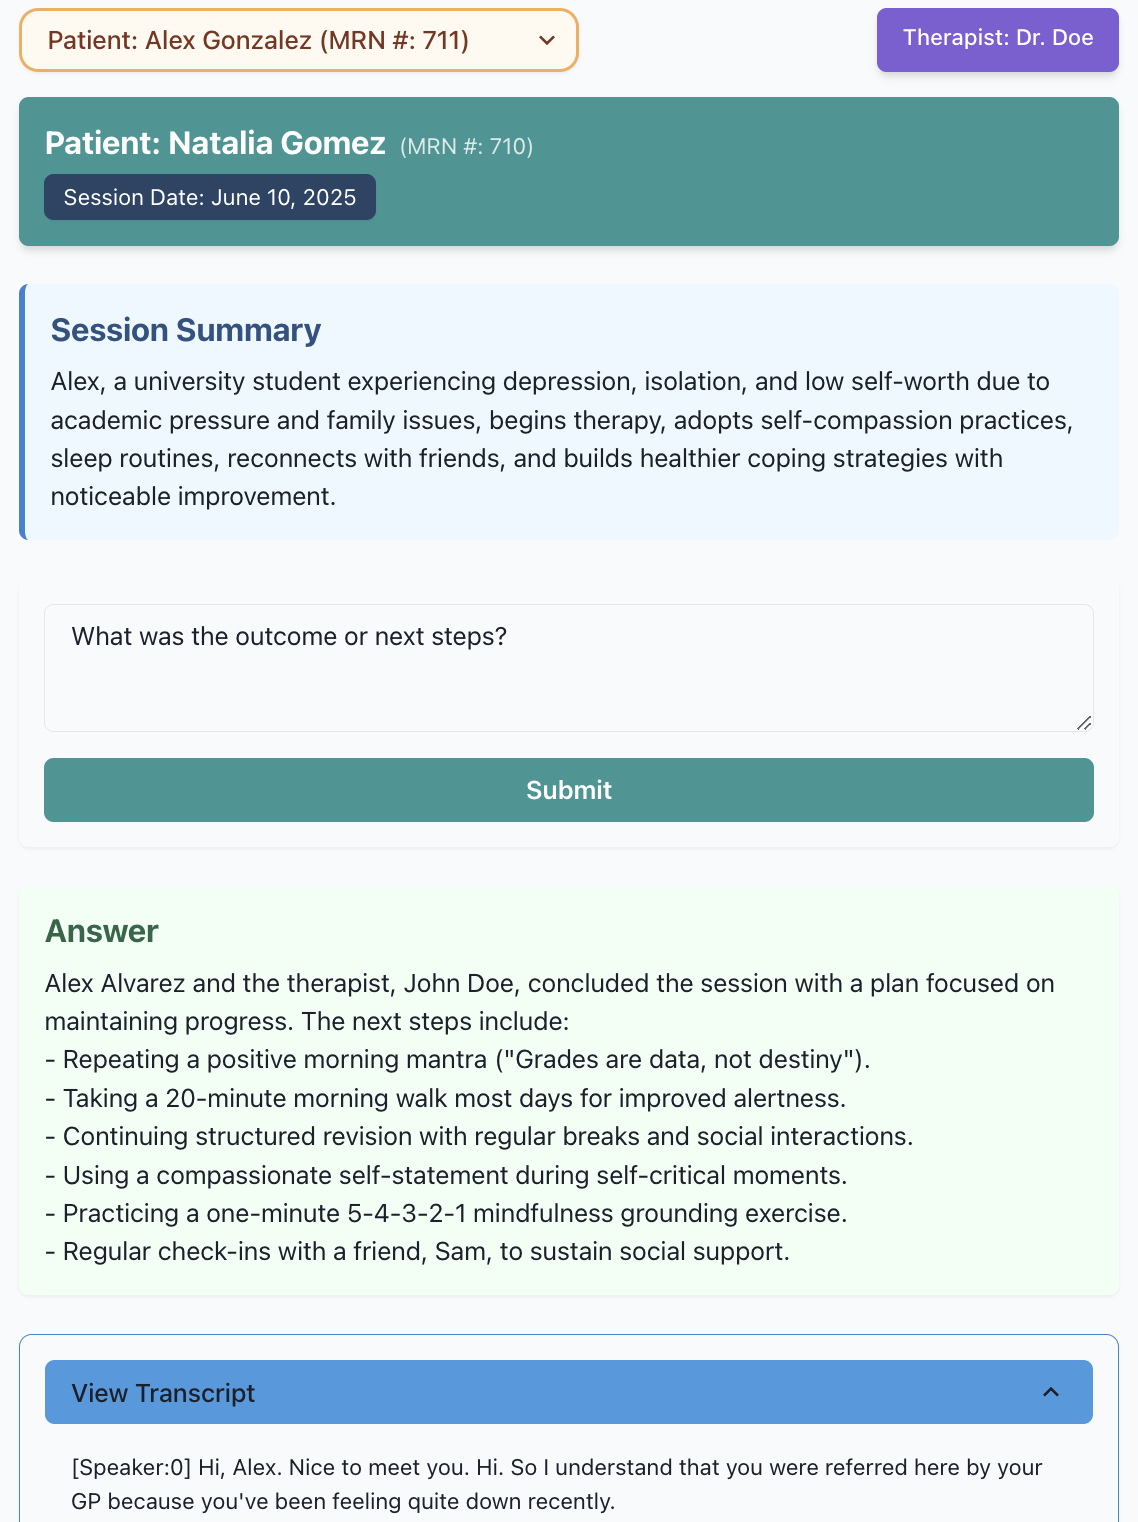 Patient: Alex Gonzalez (MRN #: 711)
Therapist: Dr. Doe
Patient: Natalia Gomez (MRN #: 710)
Session Date: June 10, 2025
Session Summary
Alex, a university student experiencing depression, isolation, and low self-worth due to
academic pressure and family issues, begins therapy, adopts self-compassion practices,
sleep routines, reconnects with friends, and builds healthier coping strategies with
noticeable improvement.
What was the outcome or next steps?
Submit
Answer
Alex Alvarez and the therapist, John Doe, concluded the session with a plan focused on
maintaining progress. The next steps include:
- Repeating a positive morning mantra ("Grades are data, not destiny").
- Taking a 20-minute morning walk most days for improved alertness.
- Continuing structured revision with regular breaks and social interactions.
- Using a compassionate self-statement during self-critical moments.
- Practicing a one-minute 5-4-3-2-1 mindfulness grounding exercise.
- Regular check-ins with a friend, Sam, to sustain social support.
View Transcript
[Speaker:0] Hi, Alex. Nice to meet you. Hi. So I understand that you were referred here by your
GP because you've been feeling quite down recently.